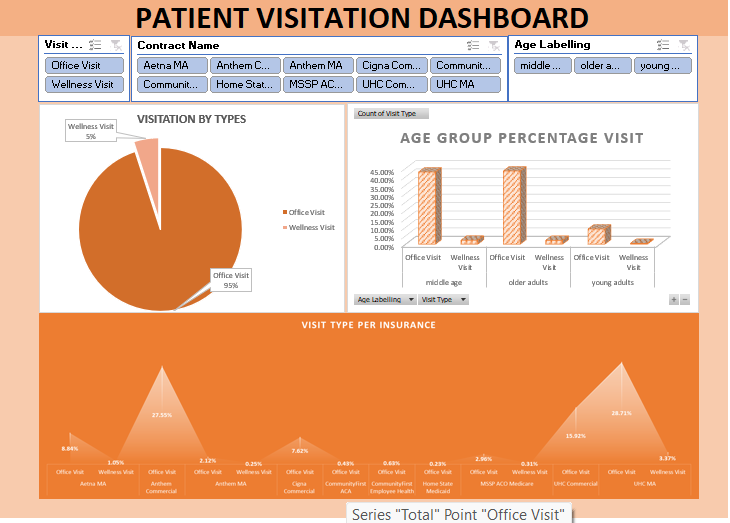 PATIENT VISITATION DASHBOARD
Visit ...
Office Visit
Wellness Visit
Contract Name
Aetna MA
Anthem C...
Anthem MA
Cigna Com...
Communit...
Communit...
Home Stat...
MSSP AC...
UHC Com...
UHC MA
Age Labelling
middle ...
older a...
young ...
VISITATION BY TYPES
Wellness Visit
5%
Office Visit
95%
Office Visit
Wellness Visit
Count of Visit Type
AGE GROUP PERCENTAGE VISIT
45.00%
40.00%
35.00%
30.00%
25.00%
20.00%
15.00%
10.00%
5.00%
0.00%
Office Visit
Wellness
Visit
Office Visit
Wellness
Visit
Office Visit
Wellness
Visit
middle age
older adults
young adults
Age Labelling
Visit Type
VISIT TYPE PER INSURANCE
8.84%
1.05%
27.55%
2.12%
0.25%
7.62%
0.48%
0.63%
0.23%
2.96%
0.31%
15.92%
28.71%
3.37%
Office Visit
Wellness Visit
Office Visit
Office Visit
Wellness Visit
Office Visit
Office Visit
Office Visit
Office Visit
Office Visit
Wellness Visit
Office Visit
Office Visit
Wellness Visit
Aetna MA
Anthem
Commercial
Anthem MA
Cigna
Commercial
CommunityFirst
ACA
CommunityFirst
Employee Health
Home State
Medicaid
MSSP ACO Medicare
UHC Commercial
UHC MA
Series "Total" Point "Office Visit"